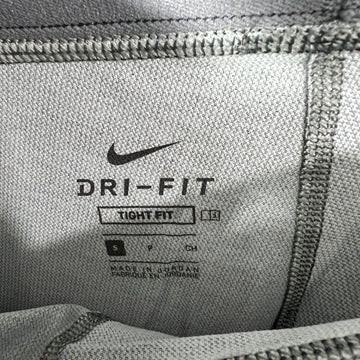 DRI-FIT
TIGHT FIT
S P CH
MADE IN JORDAN
FABRIQUÉ EN JORDANIE